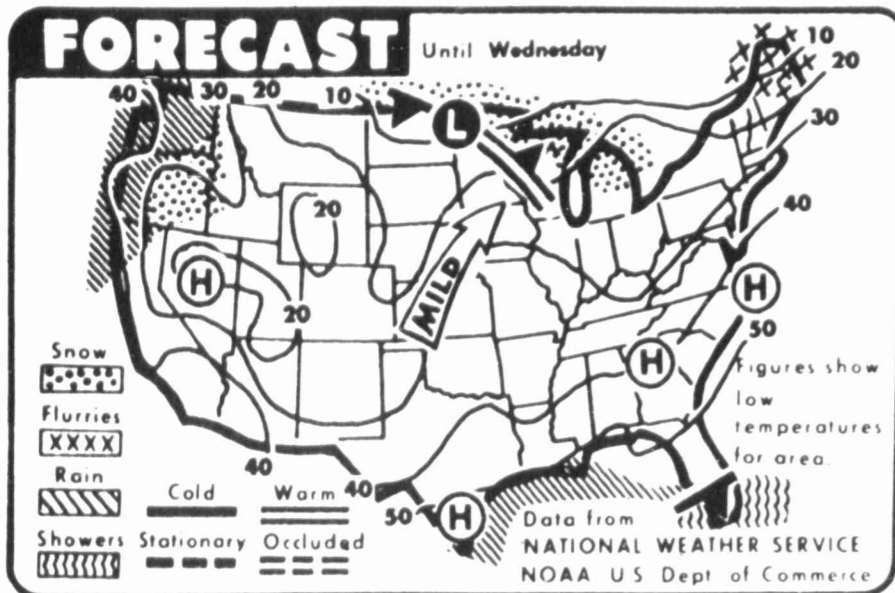 FORECAST
Until Wednesday
40 30 20 10
10
20
30
40
50
L
20
H
20
MILD
H
H
H
40
40
50
Snow
Flurries
XXXX
Rain
Showers
Cold
Warm
Stationary
Occluded
Figures show
low
temperatures
for area.
Data from
NATIONAL WEATHER SERVICE
NOAA US Dept of Commerce